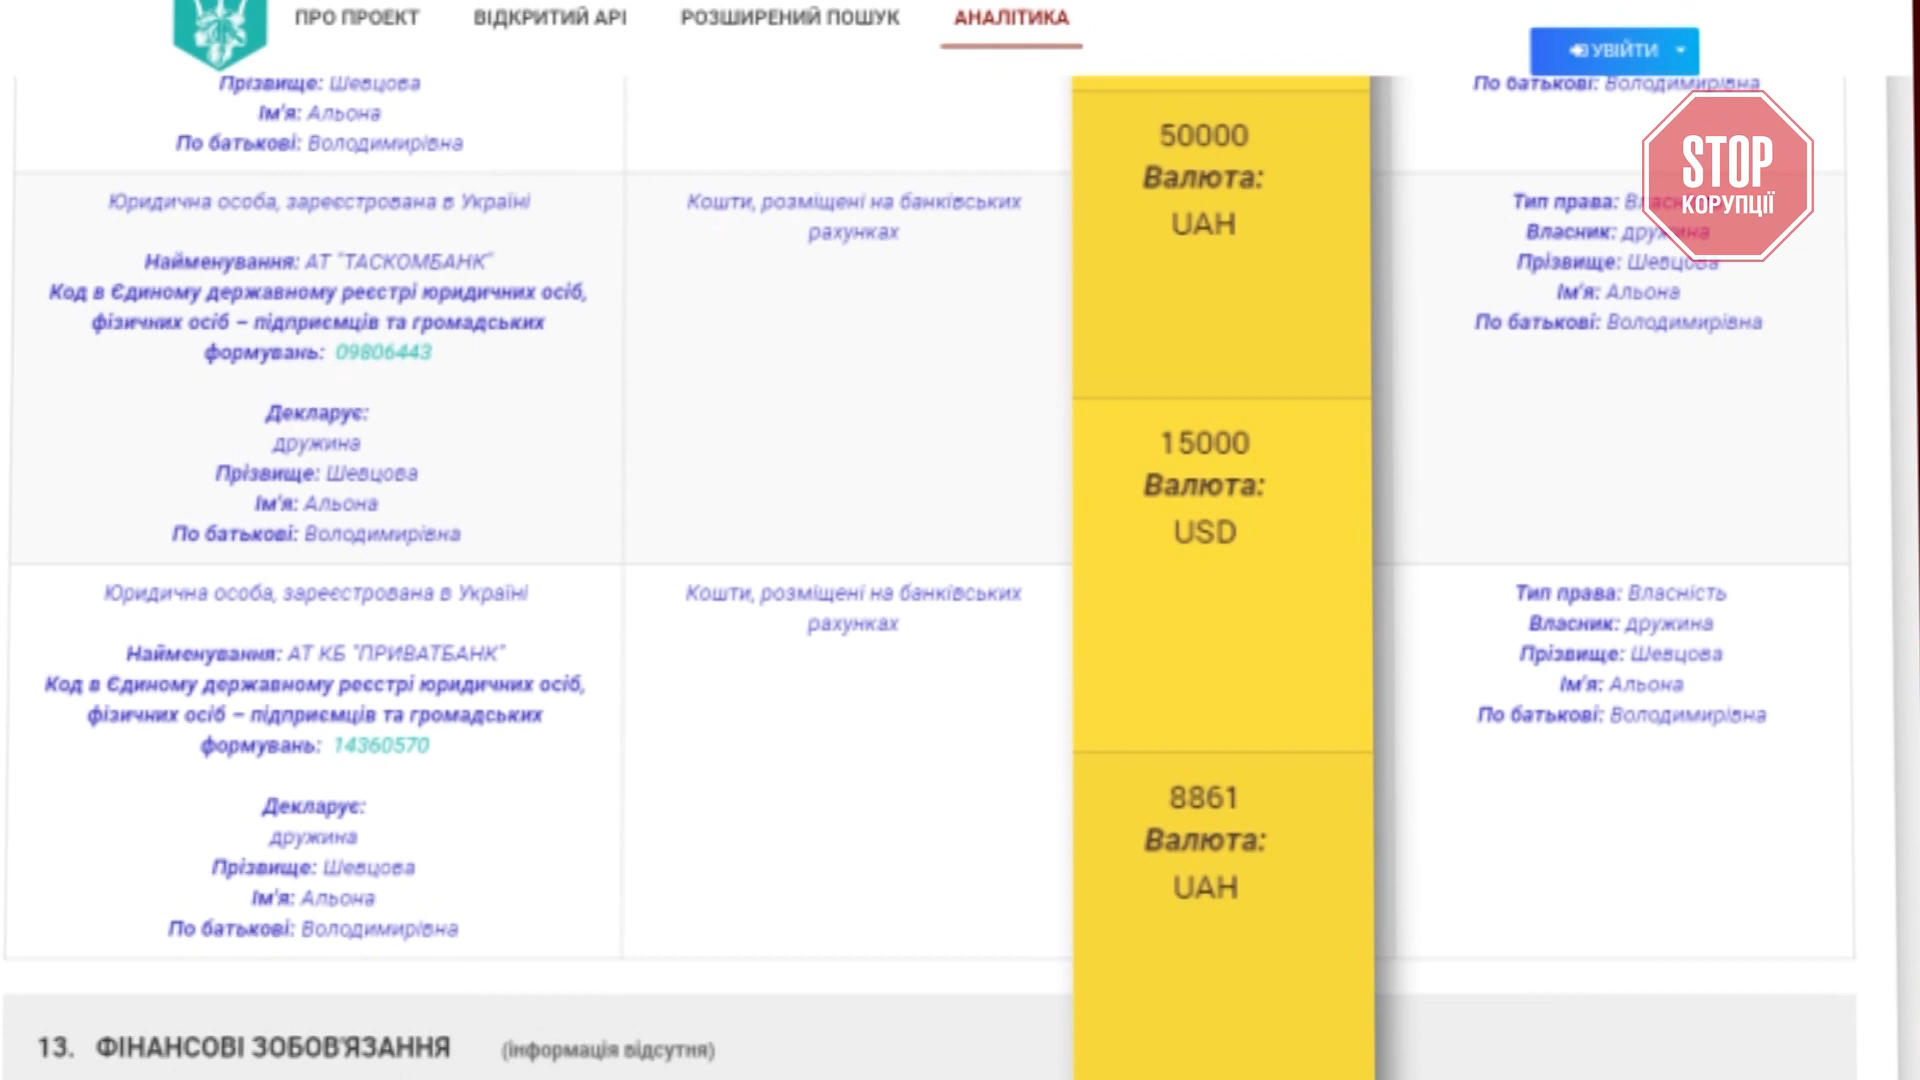 ПРО ПРОЕКТ
ВІДКРИТИЙ АРІ
РОЗШИРЕНИЙ ПОШУК
АНАЛІТИКА
УВІЙТИ
Прізвище: Шевцова
Ім'я: Альона
По батькові: Володимирівна
По батькові: Володимирівна
50000
Валюта:
UAH
STOP
КОРУПЦІЇ
Юридична особа, зареєстрована в Україні
Найменування: АТ "ТАСКОМБАНК"
Код в Єдиному державному реєстрі юридичних осіб,
фізичних осіб – підприємців та громадських
формувань: 09806443
Декларує:
дружина
Прізвище: Шевцова
Ім'я: Альона
По батькові: Володимирівна
Кошти, розміщені на банківських
рахунках
15000
Валюта:
USD
Тип права: Власність
Власник: дружина
Прізвище: Шевцова
Ім'я: Альона
По батькові: Володимирівна
Юридична особа, зареєстрована в Україні
Найменування: АТ КБ "ПРИВАТБАНК"
Код в Єдиному державному реєстрі юридичних осіб,
фізичних осіб – підприємців та громадських
формувань: 14360570
Декларує:
дружина
Прізвище: Шевцова
Ім'я: Альона
По батькові: Володимирівна
Кошти, розміщені на банківських
рахунках
8861
Валюта:
UAH
Тип права: Власність
Власник: дружина
Прізвище: Шевцова
Ім'я: Альона
По батькові: Володимирівна
13. ФІНАНСОВІ ЗОБОВ'ЯЗАННЯ (інформація відсутня)